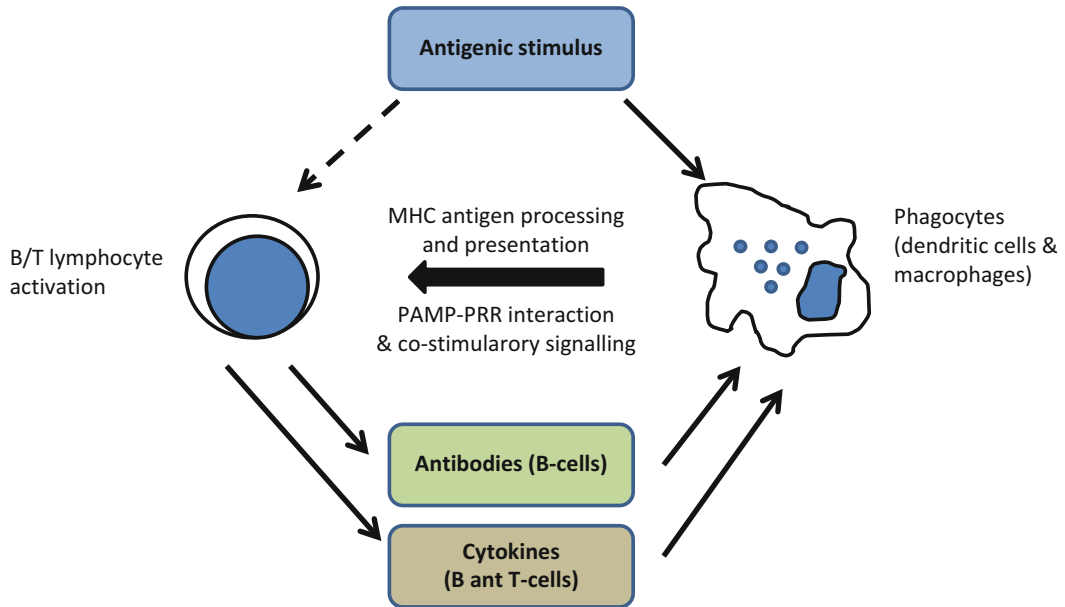 Antigenic stimulus
B/T lymphocyte
activation
MHC antigen processing
and presentation
PAMP-PRR interaction
& co-stimularory signalling
Phagocytes
(dendritic cells &
macrophages)
Antibodies (B-cells)
Cytokines
(B ant T-cells)